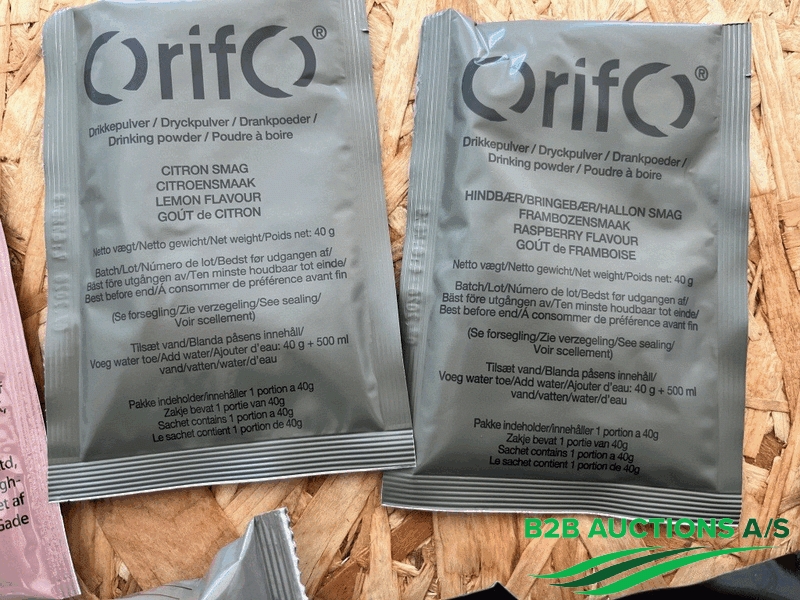 OrifO®
Drikkepulver / Dryckpulver / Drankpoeder /
Drinking powder / Poudre à boire
CITRON SMAG
CITROENSMAAK
LEMON FLAVOUR
GOÛT de CITRON
Netto vægt/Netto gewicht/Net weight/Poids net: 40 g
Batch/Lot/Número de lot/Bedst før udgangen af/
Bäst före utgången av/Ten minste houdbaar tot einde/
Best before end/À consommer de préférence avant fin
(Se forsegling/Zie verzegeling/See sealing/
Voir scellement)
Tilsæt vand/Blanda påsens innehåll/
Voeg water toe/Add water/Ajouter d'eau: 40 g + 500 ml
vand/vatten/water/d'eau
Pakke indeholder/innehåller 1 portion a 40g
Zakje bevat 1 portie van 40g
Sachet contains 1 portion a 40g
Le sachet contient 1 portion de 40g
OrifO®
Drikkepulver / Dryckpulver / Drankpoeder /
Drinking powder / Poudre à boire
HINDBÆR/BRINGEBÆR/HALLON SMAG
FRAMBOZENSMAAK
RASPBERRY FLAVOUR
GOÛT de FRAMBOISE
Netto vægt/Netto gewicht/Net weight/Poids net: 40 g
Batch/Lot/Número de lot/Bedst før udgangen af/
Bäst före utgången av/Ten minste houdbaar tot einde/
Best before end/À consommer de préférence avant fin
(Se forsegling/Zie verzegeling/See sealing/
Voir scellement)
Tilsæt vand/Blanda påsens innehåll/
Voeg water toe/Add water/Ajouter d'eau: 40 g + 500 ml
vand/vatten/water/d'eau
Pakke indeholder/innehåller 1 portion a 40g
Zakje bevat 1 portie van 40g
Sachet contains 1 portion a 40g
Le sachet contient 1 portion de 40g
et af
B2B AUCTIONS A/S